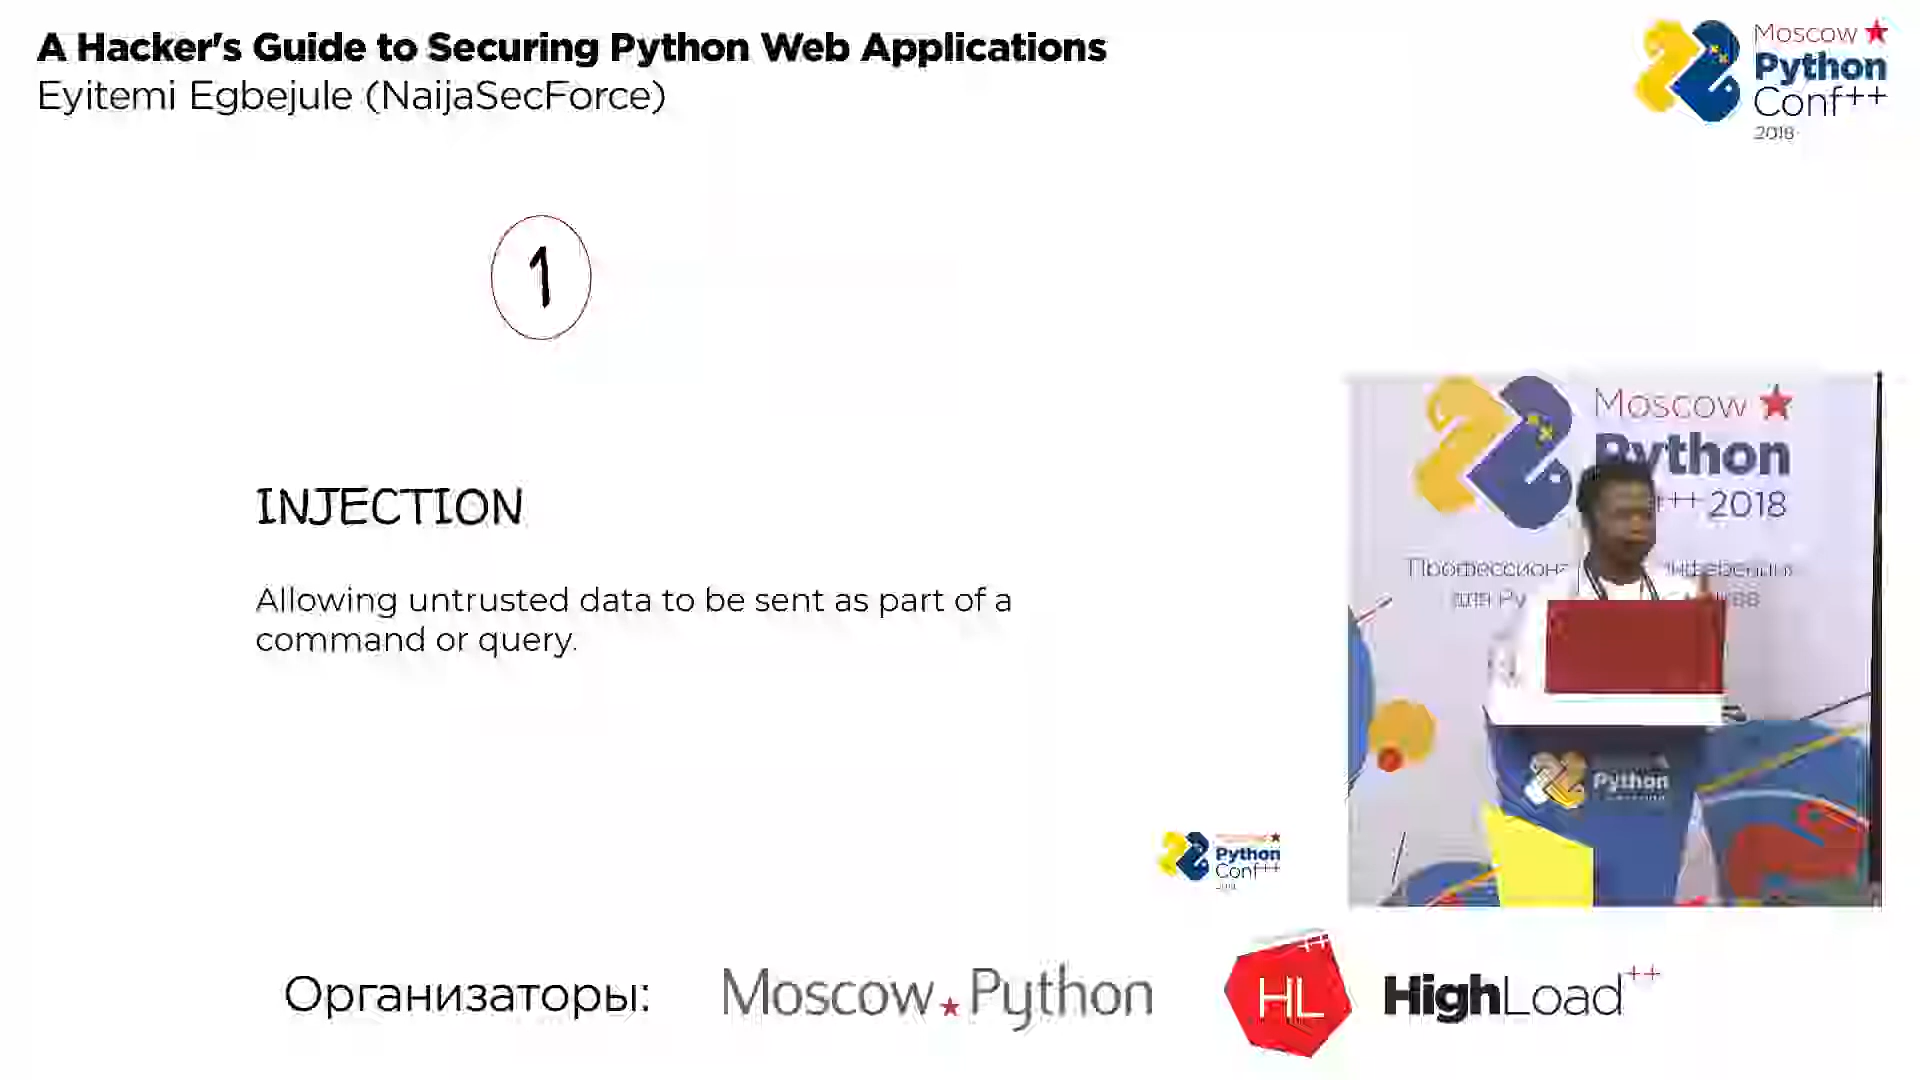 A Hacker's Guide to Securing Python Web Applications
Eyitemi Egbejule (NaijaSecForce)
Moscow
Python
Conf++
2018
1
INJECTION
Allowing untrusted data to be sent as part of a
command or query.
Moscow
Python
++ 2018
Python
Python
Conf++
Организаторы:
Moscow Python
HL
HighLoad++